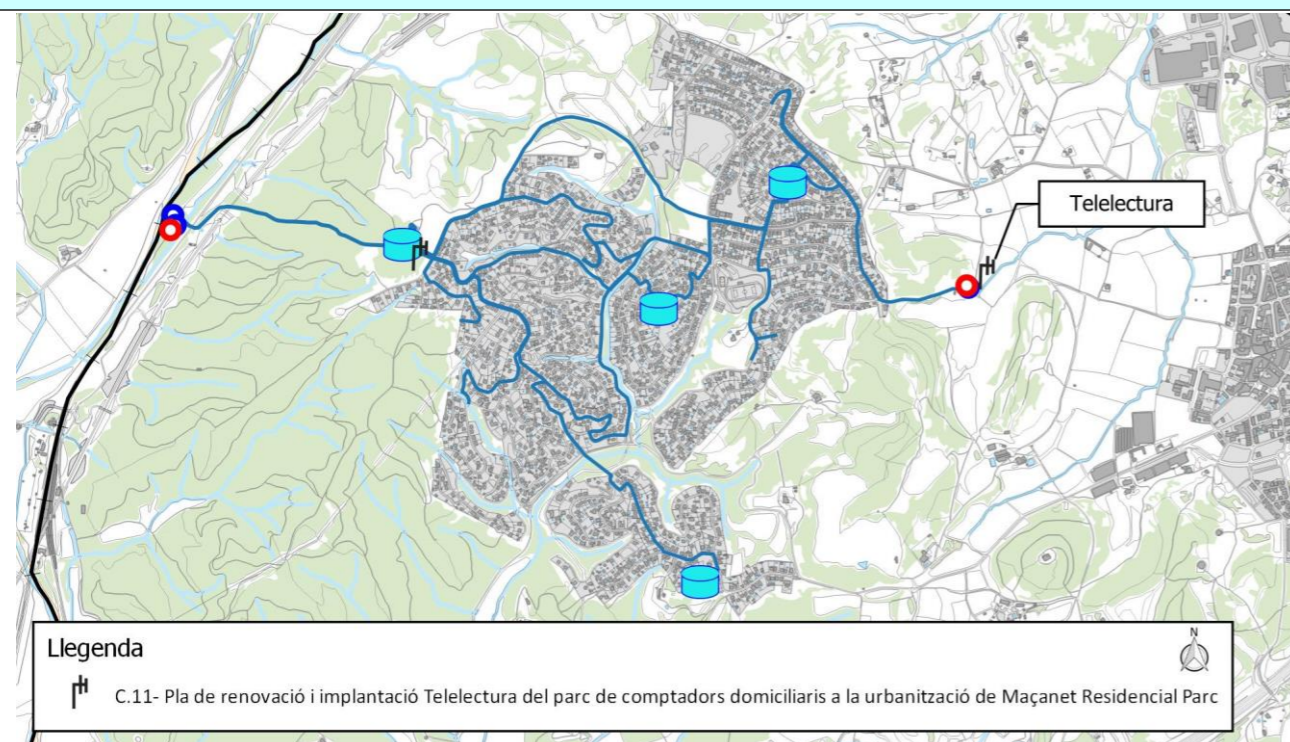 Telelectura
Llegenda
N
C.11- Pla de renovació i implantació Telelectura del parc de comptadors domiciliaris a la urbanització de Maçanet Residencial Parc